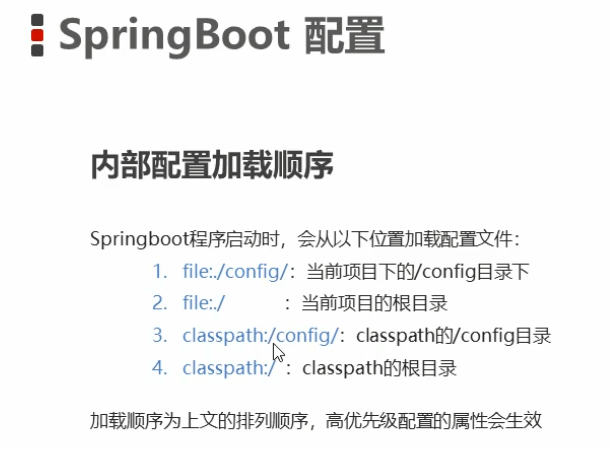 SpringBoot 配置
内部配置加载顺序
Springboot程序启动时，会从以下位置加载配置文件：
1. file:./config/：当前项目下的/config目录下
2. file:./ ：当前项目的根目录
3. classpath:/config/：classpath的/config目录
4. classpath:/ ：classpath的根目录
加载顺序为上文的排列顺序，高优先级配置的属性会生效